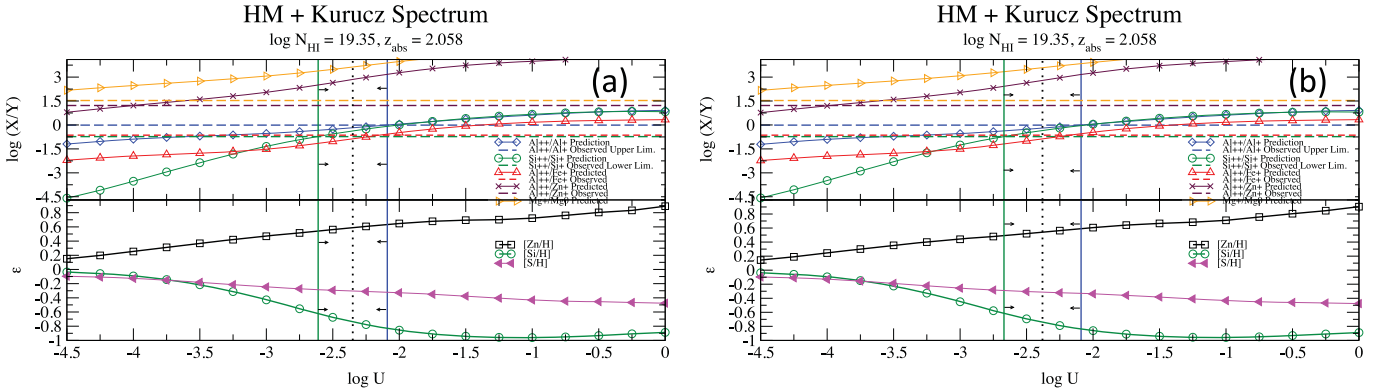 HM + Kurucz Spectrum
log N_HI = 19.35, z_abs = 2.058
(a)
log (X/Y)
3
1.5
0
-1.5
-3
-4.5
Al++/Al+ Prediction
Al++/Al+ Observed Upper Lim.
Si++/Si+ Prediction
Si++/Si+ Observed Lower Lim.
Al++/Fe+ Predicted
Al++/Fe+ Observed
Al++/Zn+ Predicted
Al++/Zn+ Observed
Mg+/Mg0 Predicted
ε
0.8
0.6
0.4
0.2
0
-0.2
-0.4
-0.6
-0.8
-1
[Zn/H]
[Si/H]
[S/H]
-4.5 -4 -3.5 -3 -2.5 -2 -1.5 -1 -0.5 0
log U
HM + Kurucz Spectrum
log N_HI = 19.35, z_abs = 2.058
(b)
log (X/Y)
3
1.5
0
-1.5
-3
-4.5
Al++/Al+ Prediction
Al++/Al+ Observed Upper Lim.
Si++/Si+ Prediction
Si++/Si+ Observed Lower Lim.
Al++/Fe+ Predicted
Al++/Fe+ Observed
Al++/Zn+ Predicted
Al++/Zn+ Observed
Mg+/Mg0 Predicted
ε
0.8
0.6
0.4
0.2
0
-0.2
-0.4
-0.6
-0.8
-1
[Zn/H]
[Si/H]
[S/H]
-4.5 -4 -3.5 -3 -2.5 -2 -1.5 -1 -0.5 0
log U